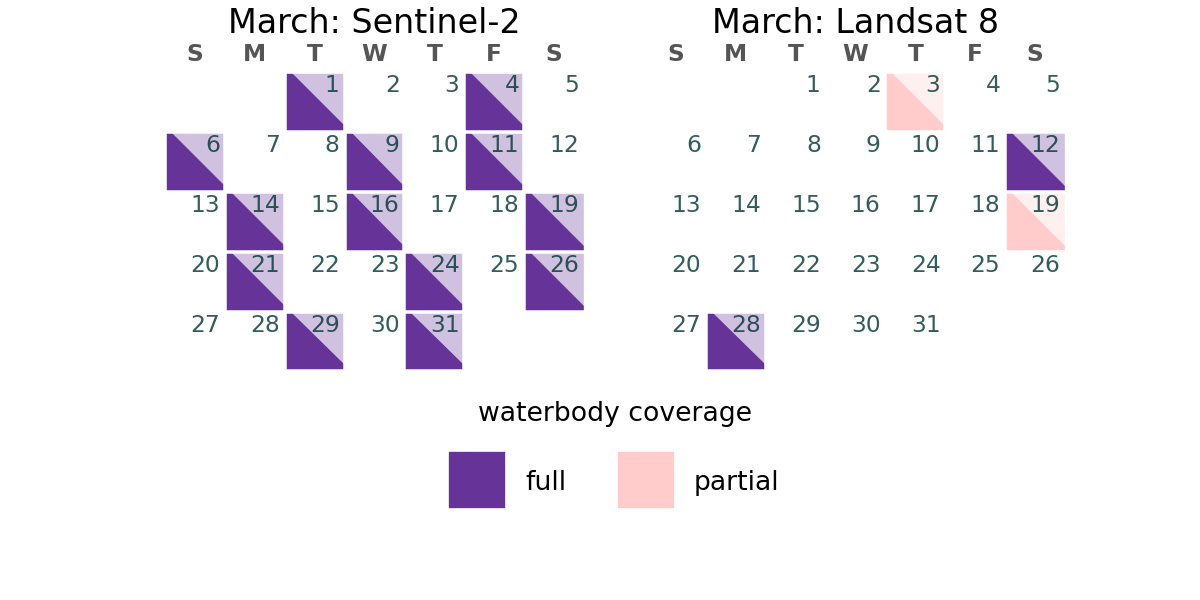 March: Sentinel-2
S M T W T F S
1 2 3 4 5
6 7 8 9 10 11 12
13 14 15 16 17 18 19
20 21 22 23 24 25 26
27 28 29 30 31
March: Landsat 8
S M T W T F S
1 2 3 4 5
6 7 8 9 10 11 12
13 14 15 16 17 18 19
20 21 22 23 24 25 26
27 28 29 30 31
waterbody coverage
full partial